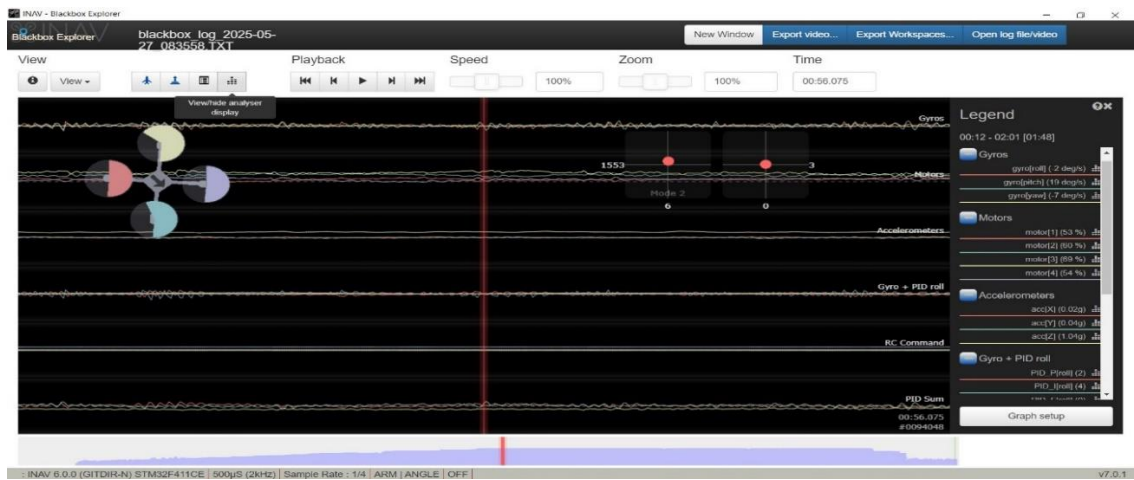 INAV - Blackbox Explorer
INAV
Blackbox Explorer
blackbox_log_2025-05-
27_083558.TXT
New Window
Export video...
Export Workspaces...
Open log file/video
View
Playback
Speed
Zoom
Time
View
100%
100%
00:56.075
View/hide analyser
display
Gyros
1553
3
Motors
Mode 2
6
0
Accelerometers
Gyro + PID roll
RC Command
PID Sum
00:56.075
#0094048
Legend
00:12 - 02:01 [01:48]
Gyros
gyro[roll] (-2 deg/s)
gyro[pitch] (19 deg/s)
gyro[yaw] (-7 deg/s)
Motors
motor[1] (53 %)
motor[2] (60 %)
motor[3] (69 %)
motor[4] (54 %)
Accelerometers
acc[X] (0.02g)
acc[Y] (0.04g)
acc[Z] (1.04g)
Gyro + PID roll
PID_P[roll] (2)
PID_I[roll] (4)
Graph setup
: INAV 6.0.0 (GITDIR-N) STM32F411CE | 500µS (2kHz) | Sample Rate : 1/4 | ARM | ANGLE | OFF |
v7.0.1